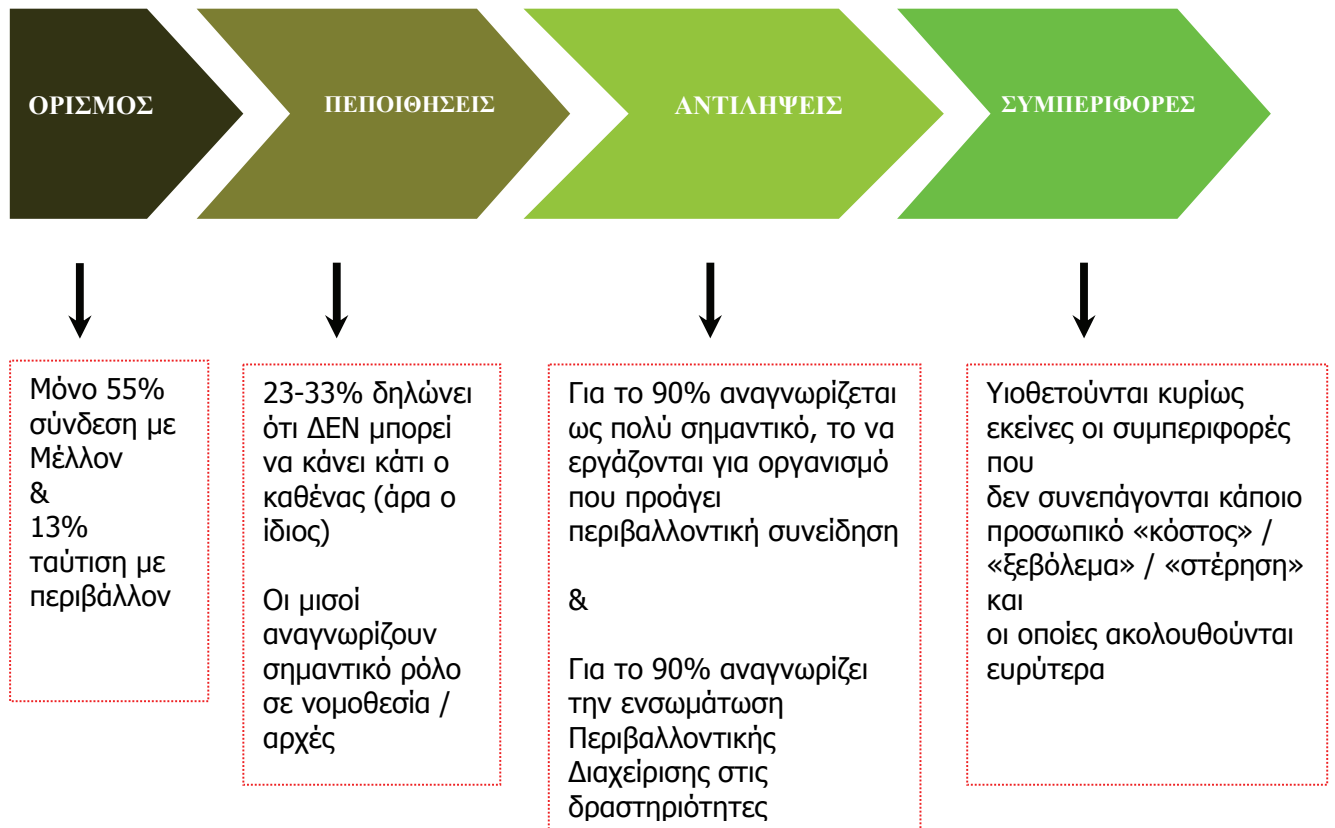 ΟΡΙΣΜΟΣ
ΠΕΠΟΙΘΗΣΕΙΣ
ΑΝΤΙΛΗΨΕΙΣ
ΣΥΜΠΕΡΙΦΟΡΕΣ
Μόνο 55%
σύνδεση με
Μέλλον
&
13%
ταύτιση με
περιβάλλον
23-33% δηλώνει
ότι ΔΕΝ μπορεί
να κάνει κάτι ο
καθένας (άρα ο
ίδιος)
Οι μισοί
αναγνωρίζουν
σημαντικό ρόλο
σε νομοθεσία /
αρχές
Για το 90% αναγνωρίζεται
ως πολύ σημαντικό, το να
εργάζονται για οργανισμό
που προάγει
περιβαλλοντική συνείδηση
&
Για το 90% αναγνωρίζει
την ενσωμάτωση
Περιβαλλοντικής
Διαχείρισης στις
δραστηριότητες
Υιοθετούνται κυρίως
εκείνες οι συμπεριφορές
που
δεν συνεπάγονται κάποιο
προσωπικό «κόστος» /
«ξεβόλεμα» / «στέρηση»
και
οι οποίες ακολουθούνται
ευρύτερα